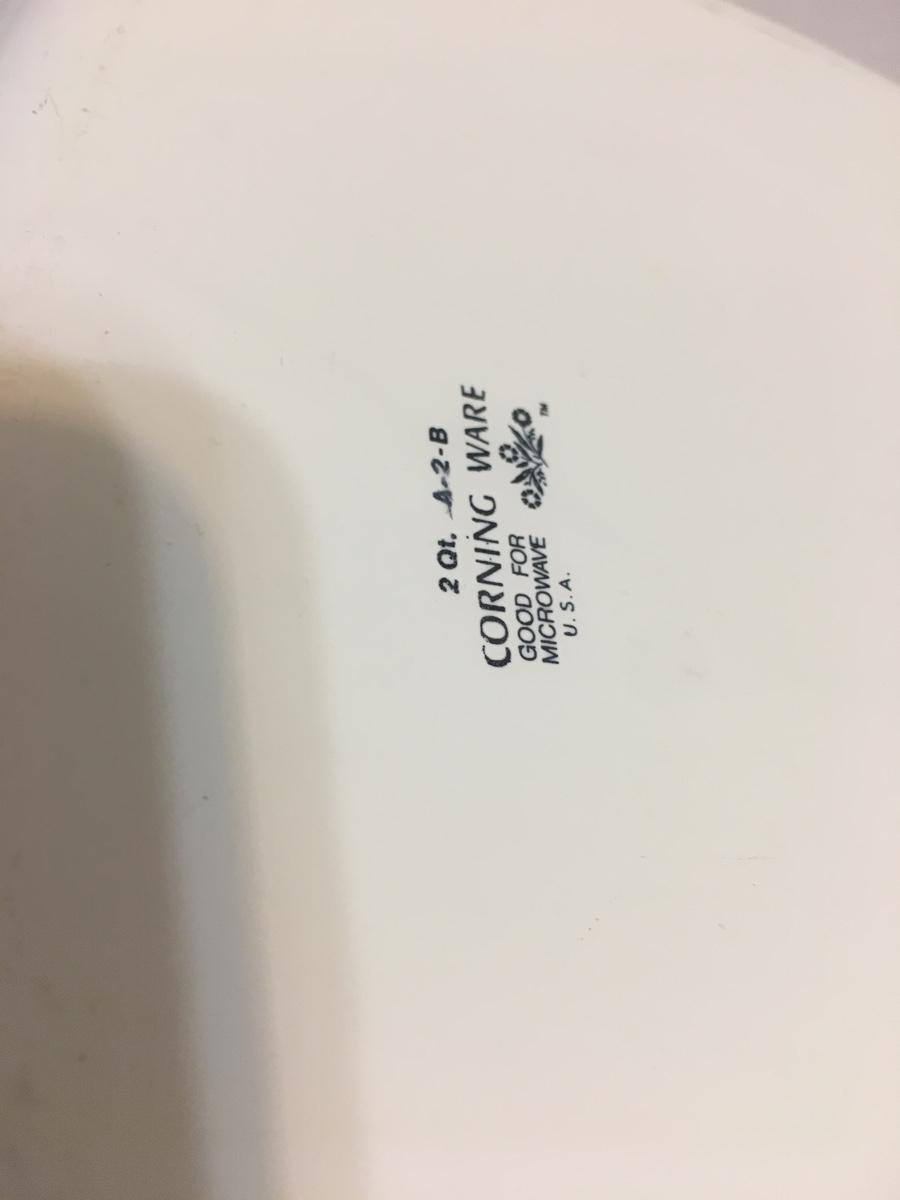 2 Qt. A-2-B
CORNING WARE
GOOD FOR
MICROWAVE
U. S. A.
TM